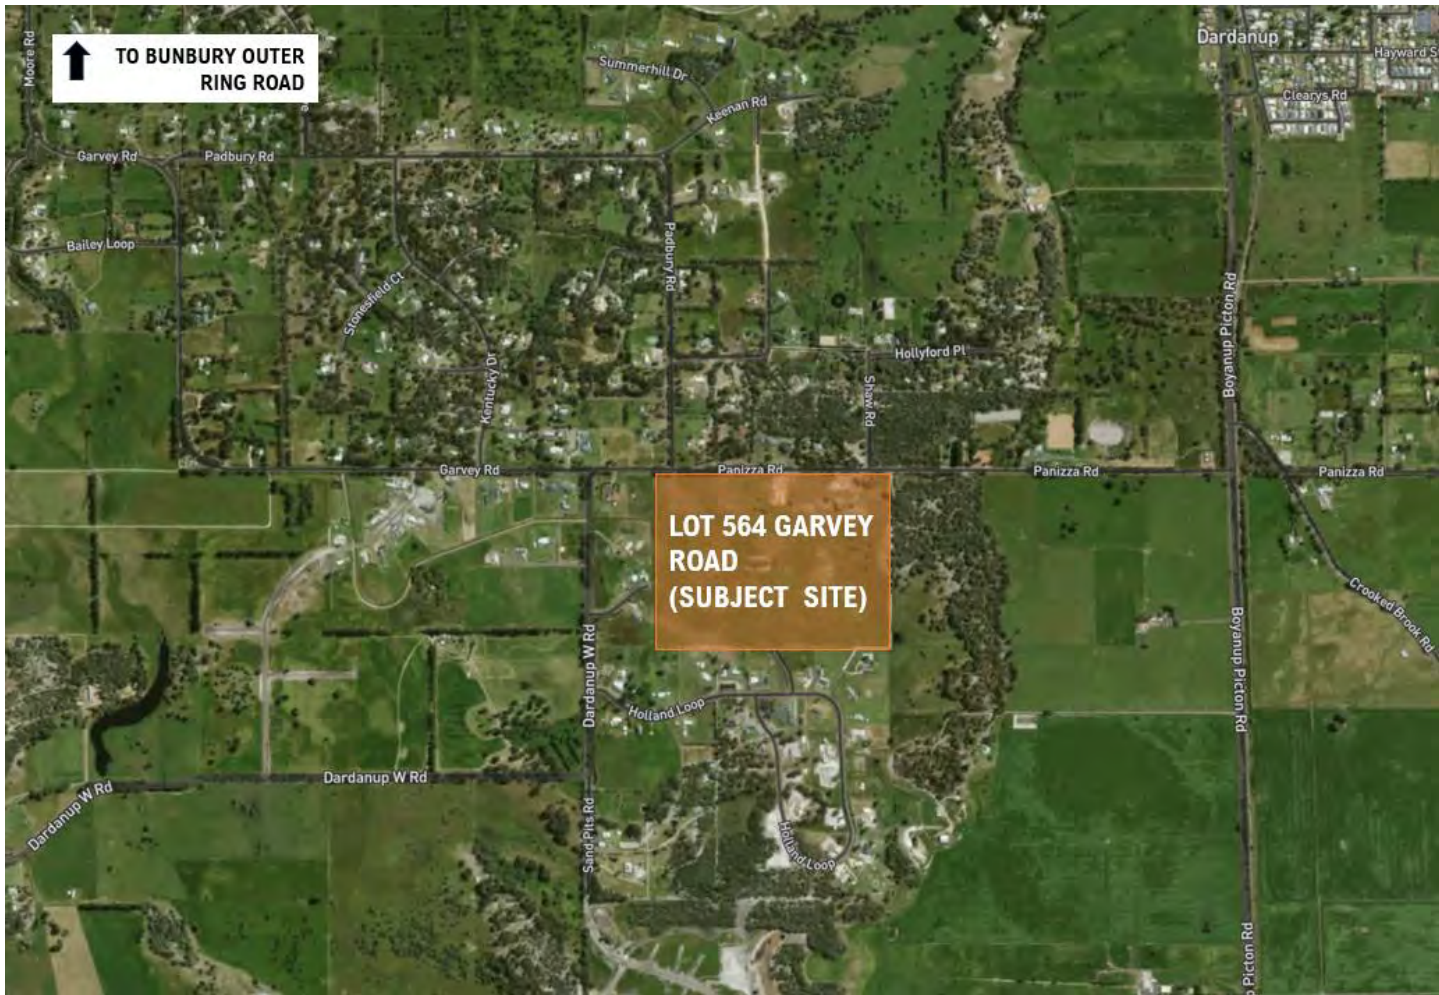 TO BUNBURY OUTER
RING ROAD
Moore Rd
Summerhill Dr
Dardanup
Hayward S
Clearys Rd
Keenan Rd
Garvey Rd
Padbury Rd
Bailey Loop
Padbury Rd
Stonesfield Ct
Boyanup Picton Rd
Hollyford Pl
Kentucky Dr
Shaw Rd
Garvey Rd
Panizza Rd
Panizza Rd
Panizza Rd
LOT 564 GARVEY
ROAD
(SUBJECT SITE)
Crooked Brook Rd
Dardanup W Rd
Boyanup Picton Rd
Holland Loop
Dardanup W Rd
Dardanup W Rd
Sand Pits Rd
Holland Loop
p Picton Rd